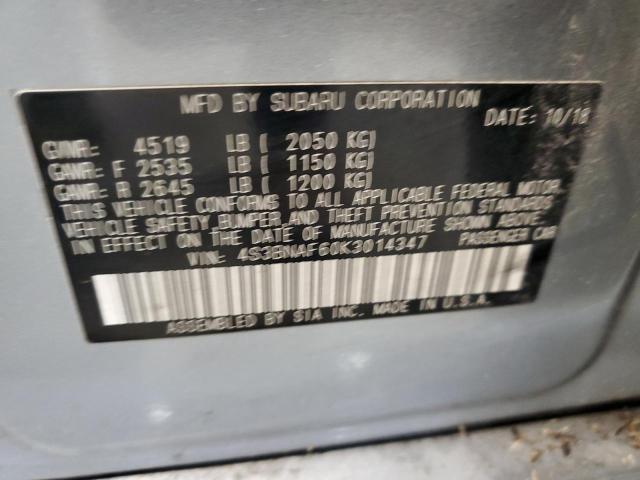 MFD BY SUBARU CORPORATION
DATE: 10/18
GVWR: 4519 LB ( 2050 KG)
GAWR: F 2535 LB ( 1150 KG)
GAWR: R 2645 LB ( 1200 KG)
THIS VEHICLE CONFORMS TO ALL APPLICABLE FEDERAL MOTOR
VEHICLE SAFETY BUMPER AND THEFT PREVENTION STANDARDS
IN EFFECT ON THE DATE OF MANUFACTURE SHOWN ABOVE.
VIN: 4S3BNAF60K3014347 PASSENGER CAR
ASSEMBLED BY SIA INC. MADE IN U.S.A.